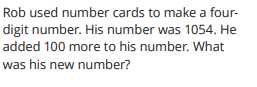 Rob used number cards to make a four-
digit number. His number was 1054. He
added 100 more to his number. What
was his new number?